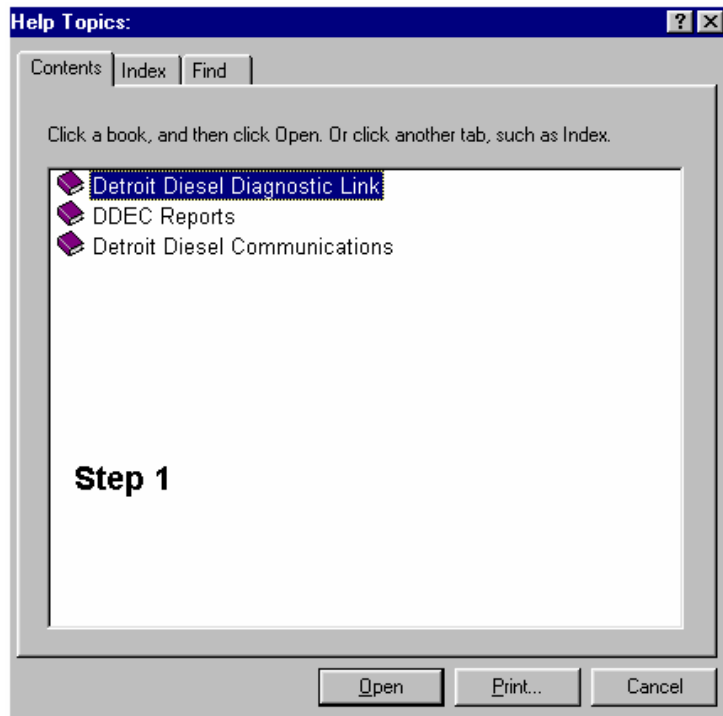 Help Topics:
Contents Index Find
Click a book, and then click Open. Or click another tab, such as Index.
Detroit Diesel Diagnostic Link
DDEC Reports
Detroit Diesel Communications
Step 1
Open Print... Cancel